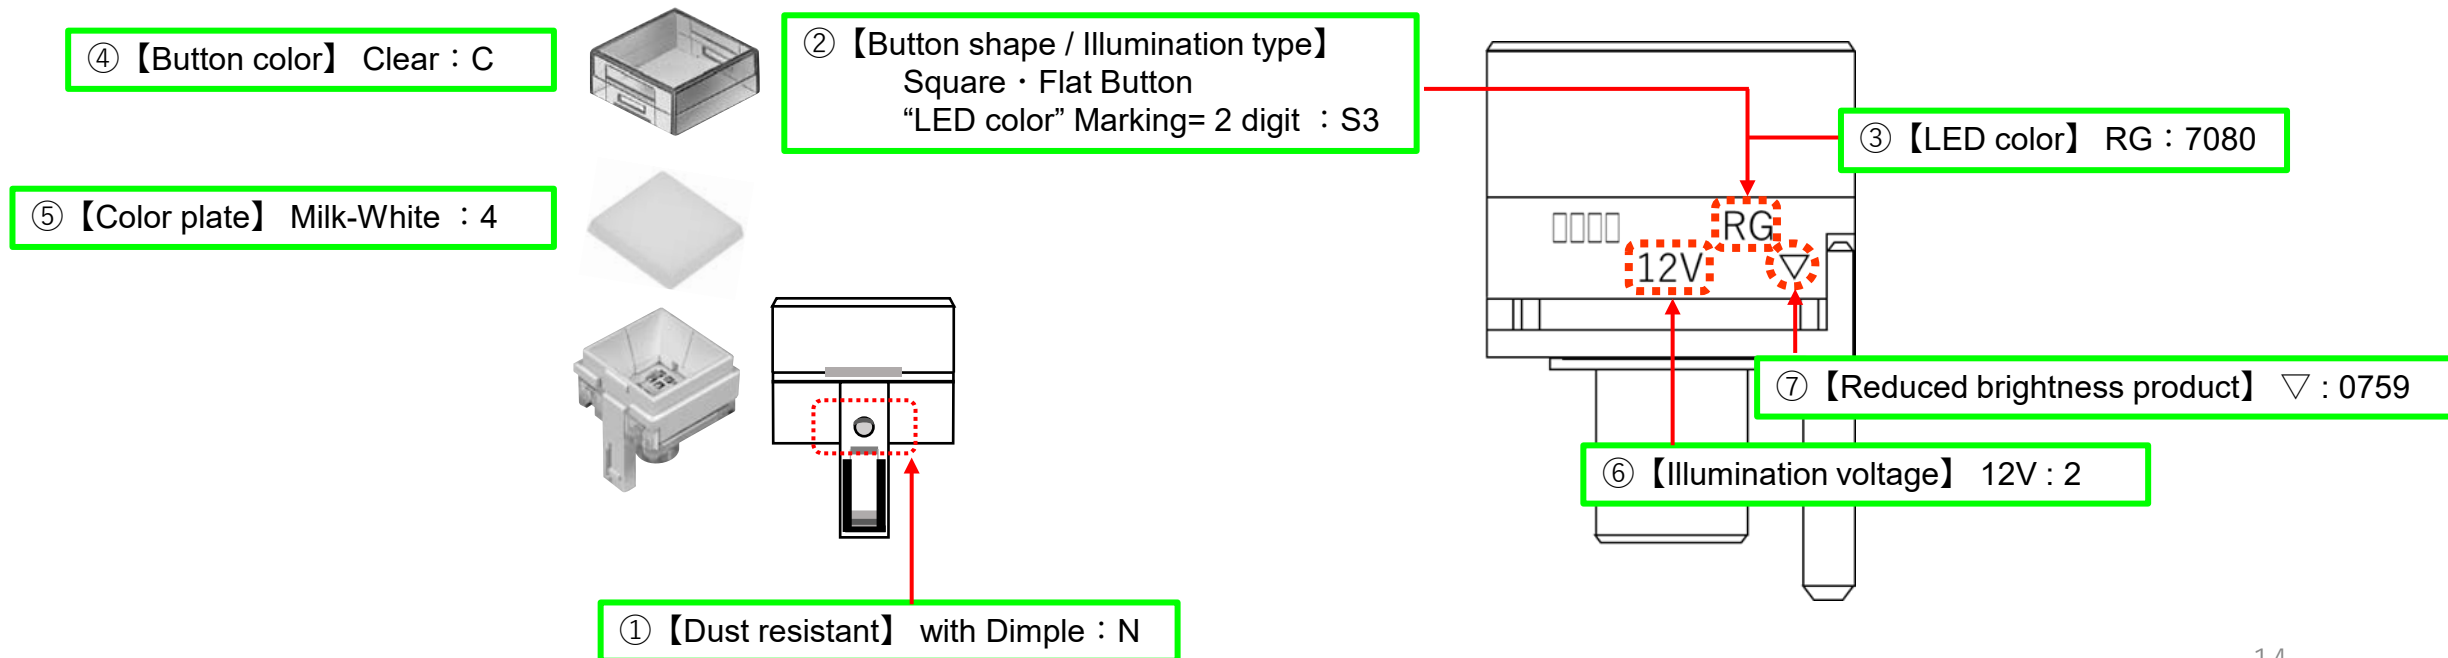 ④【Button color】 Clear：C
②【Button shape / Illumination type】
Square・Flat Button
“LED color” Marking= 2 digit ：S3
③【LED color】 RG：7080
⑤【Color plate】 Milk-White ：4
RG
12V ▽
⑦【Reduced brightness product】 ▽ : 0759
⑥【Illumination voltage】 12V : 2
①【Dust resistant】 with Dimple：N
14